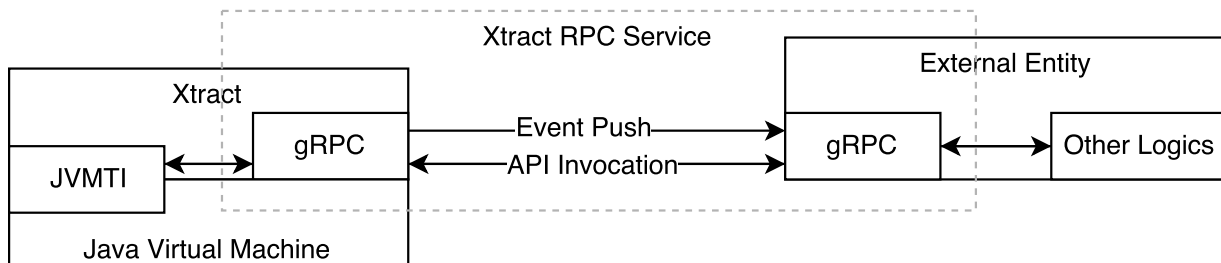 Xtract RPC Service
External Entity
Xtract
Event Push
gRPC
gRPC
Other Logics
API Invocation
JVMTI
Java Virtual Machine